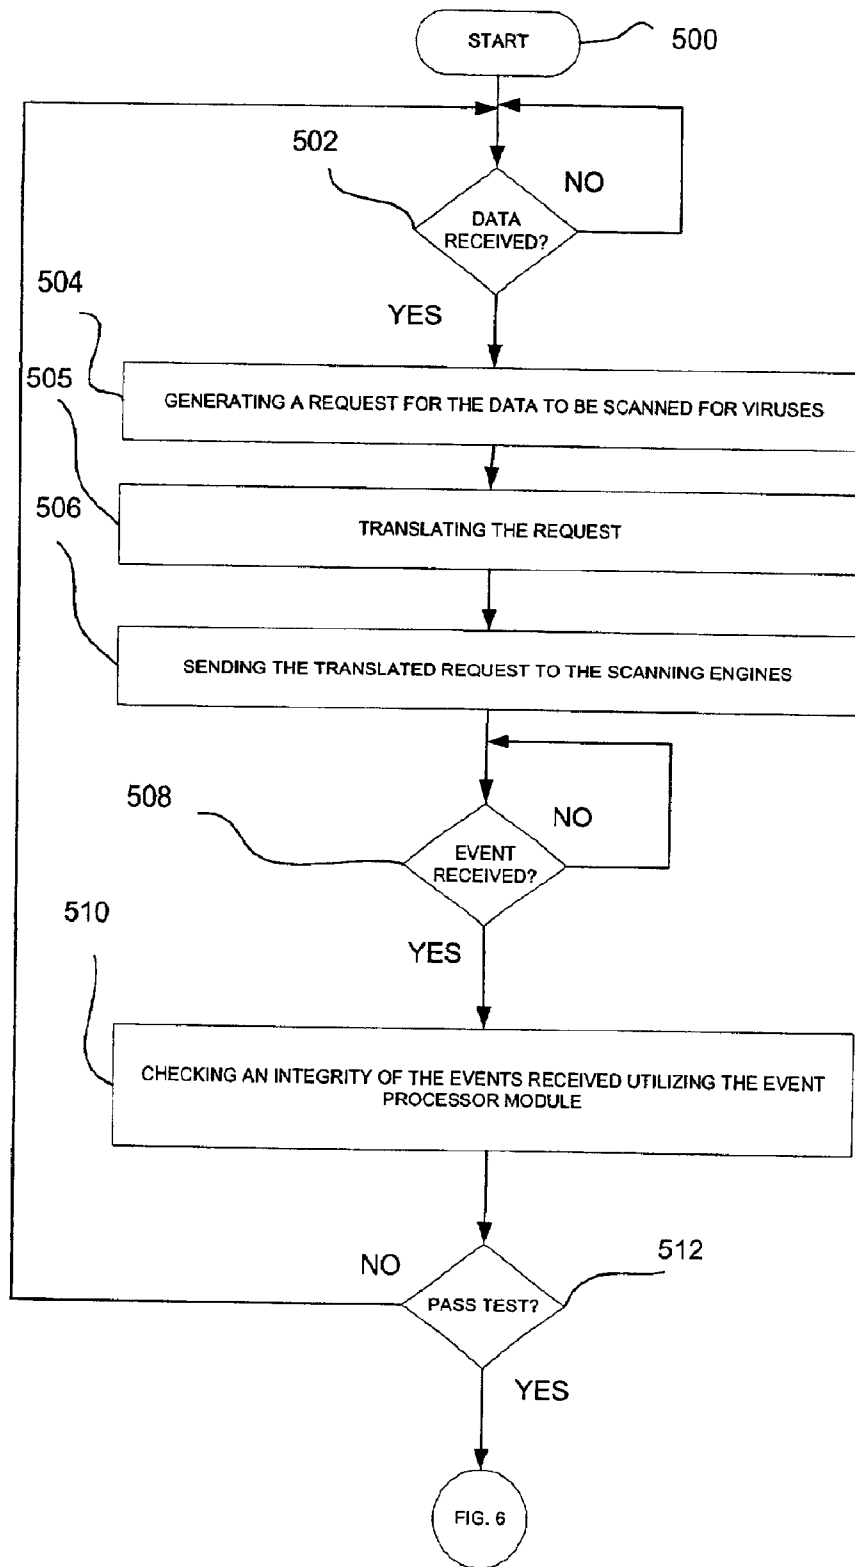 START
500
502
NO
DATA
RECEIVED?
504
YES
505
GENERATING A REQUEST FOR THE DATA TO BE SCANNED FOR VIRUSES
506
TRANSLATING THE REQUEST
SENDING THE TRANSLATED REQUEST TO THE SCANNING ENGINES
508
NO
EVENT
RECEIVED?
510
YES
CHECKING AN INTEGRITY OF THE EVENTS RECEIVED UTILIZING THE EVENT
PROCESSOR MODULE
512
NO
PASS TEST?
YES
FIG. 6